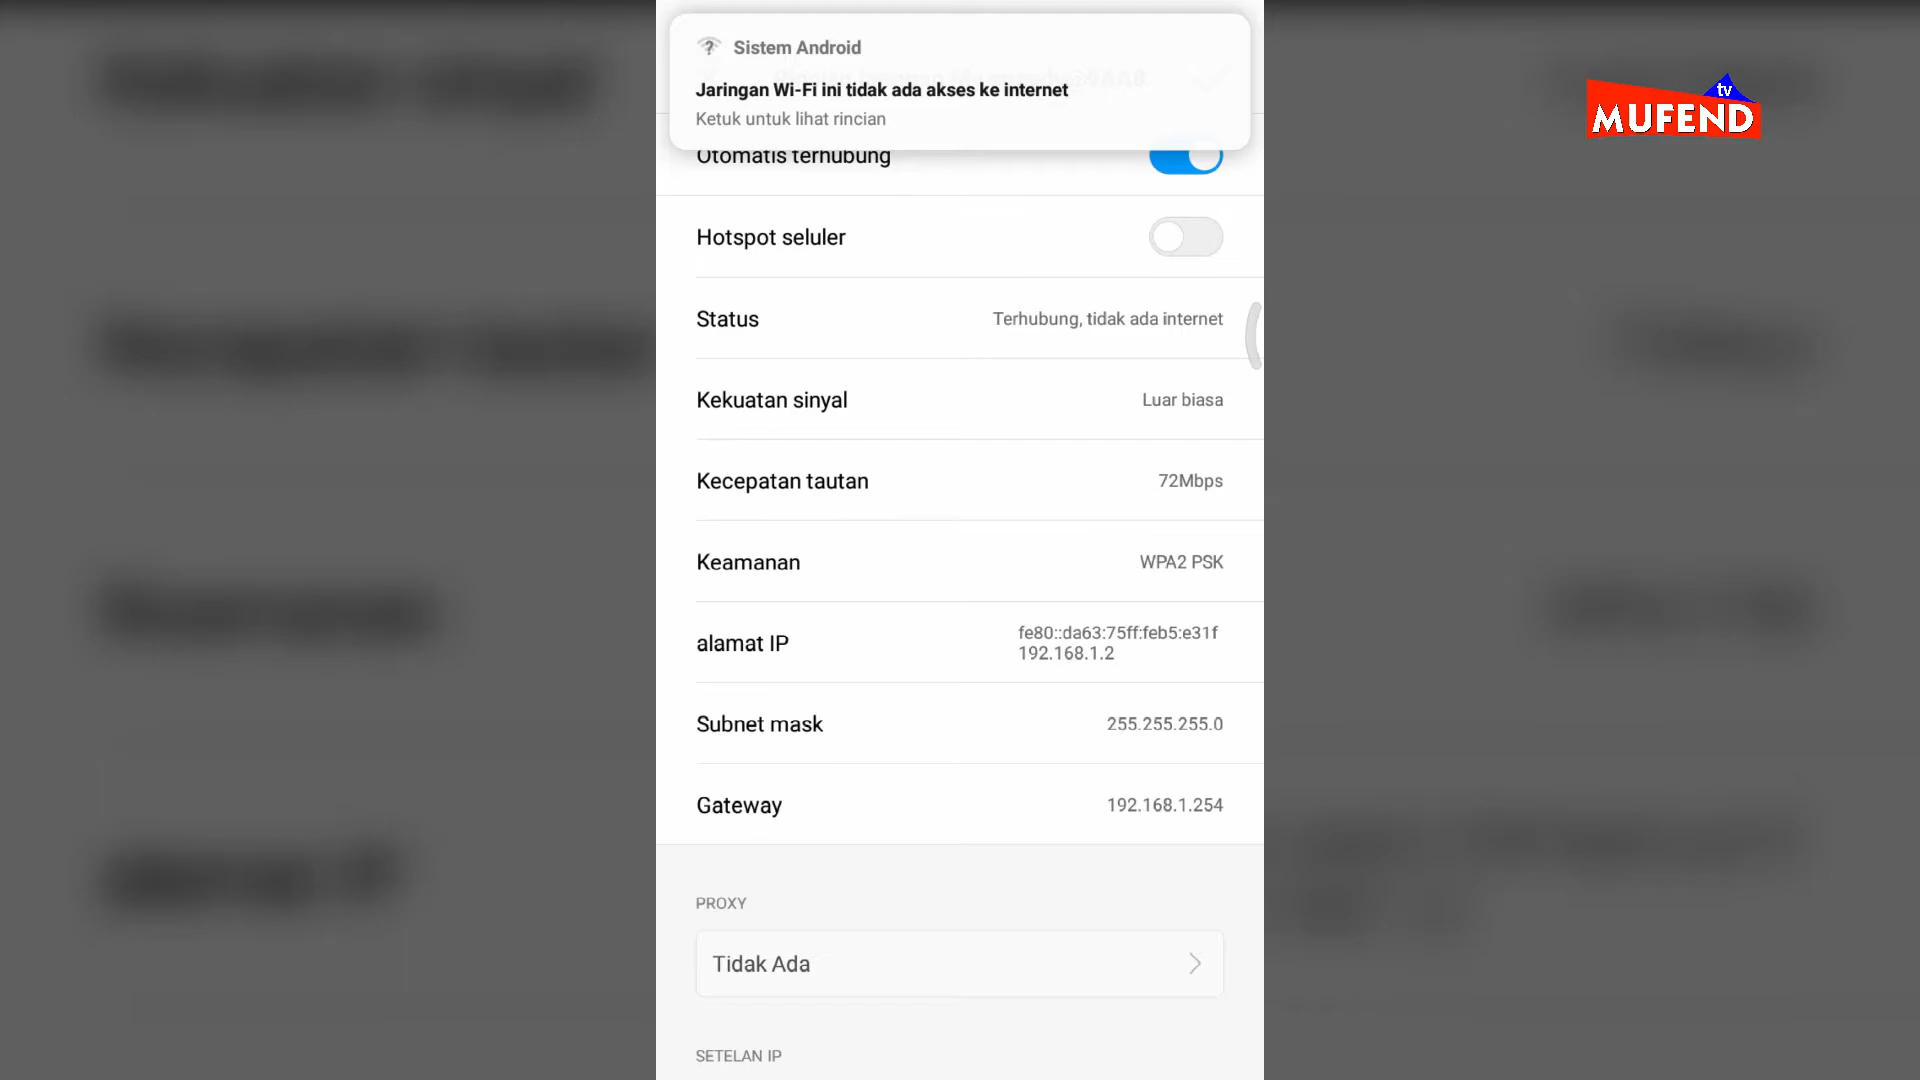 Sistem Android
Jaringan Wi-Fi ini tidak ada akses ke internet
Ketuk untuk lihat rincian
tv
MUFEND
Otomatis terhubung
Hotspot seluler
Status
Terhubung, tidak ada internet
Kekuatan sinyal
Luar biasa
Kecepatan tautan
72Mbps
Keamanan
WPA2 PSK
alamat IP
fe80::da63:75ff:feb5:e31f
192.168.1.2
Subnet mask
255.255.255.0
Gateway
192.168.1.254
PROXY
Tidak Ada
SETELAN IP